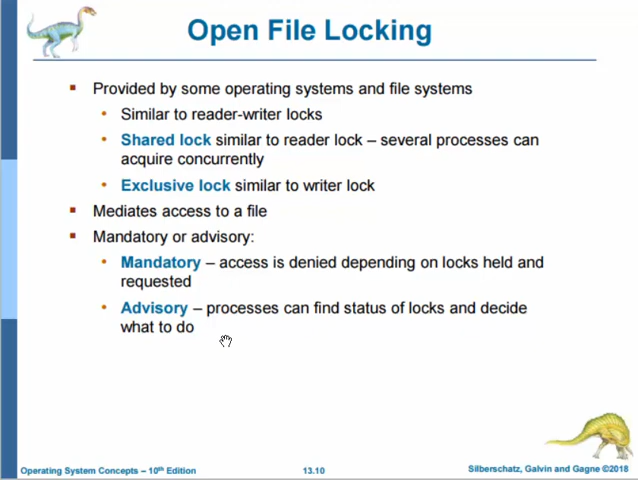 Open File Locking
▪ Provided by some operating systems and file systems
• Similar to reader-writer locks
• Shared lock similar to reader lock – several processes can
acquire concurrently
• Exclusive lock similar to writer lock
▪ Mediates access to a file
▪ Mandatory or advisory:
• Mandatory – access is denied depending on locks held and
requested
• Advisory – processes can find status of locks and decide
what to do
Operating System Concepts – 10th Edition
13.10
Silberschatz, Galvin and Gagne ©2018